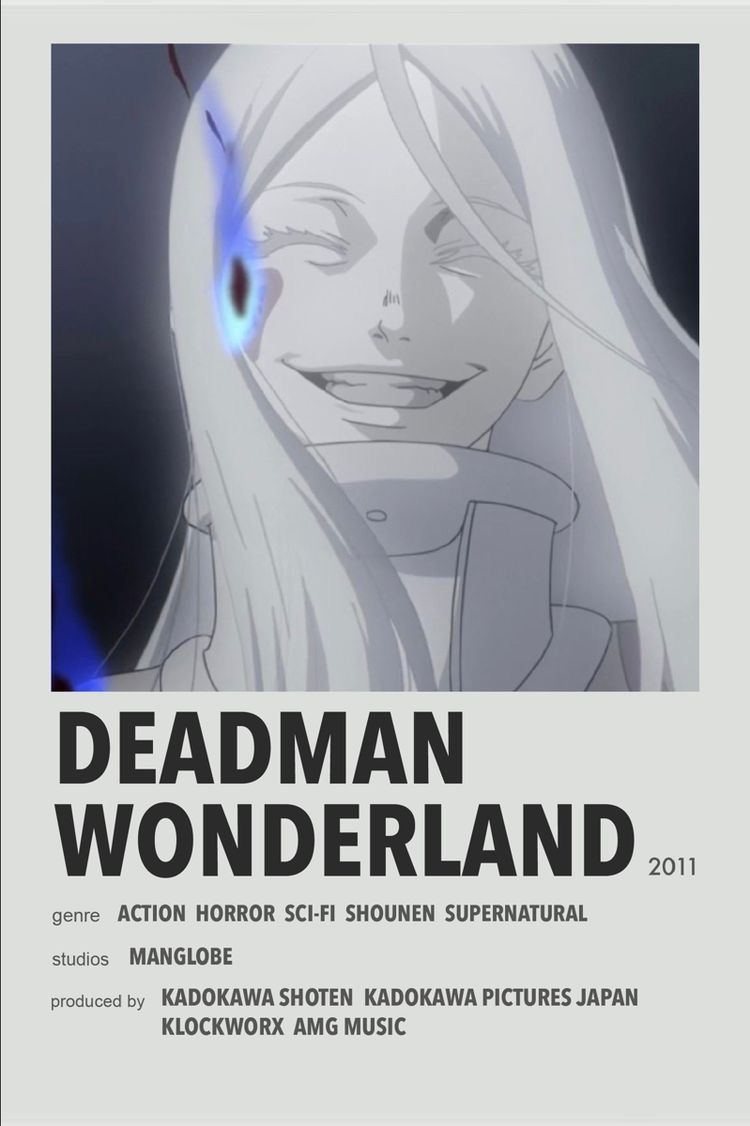 DEADMAN
WONDERLAND 2011
genre ACTION HORROR SCI-FI SHOUNEN SUPERNATURAL
studios MANGLOBE
produced by KADOKAWA SHOTEN KADOKAWA PICTURES JAPAN
KLOCKWORX AMG MUSIC